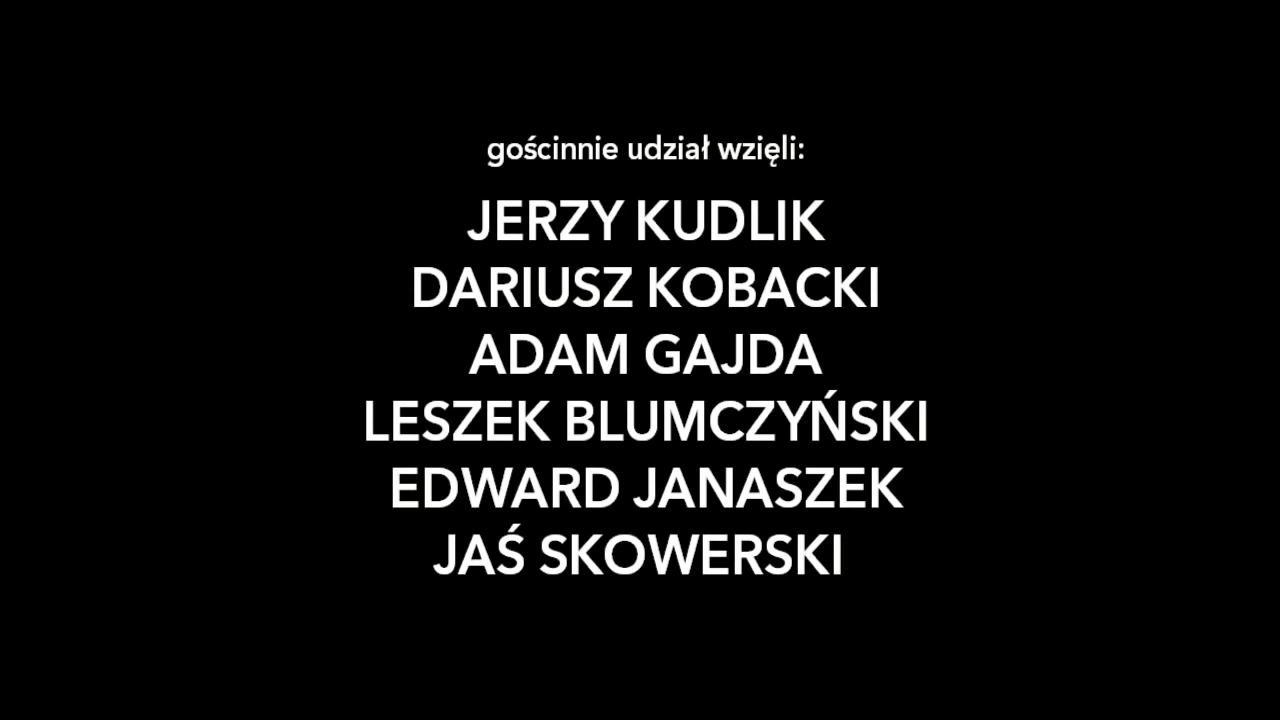 gościnnie udział wzięli:
JERZY KUDLIK
DARIUSZ KOBACKI
ADAM GAJDA
LESZEK BLUMCZYŃSKI
EDWARD JANASZEK
JAŚ SKOWERSKI